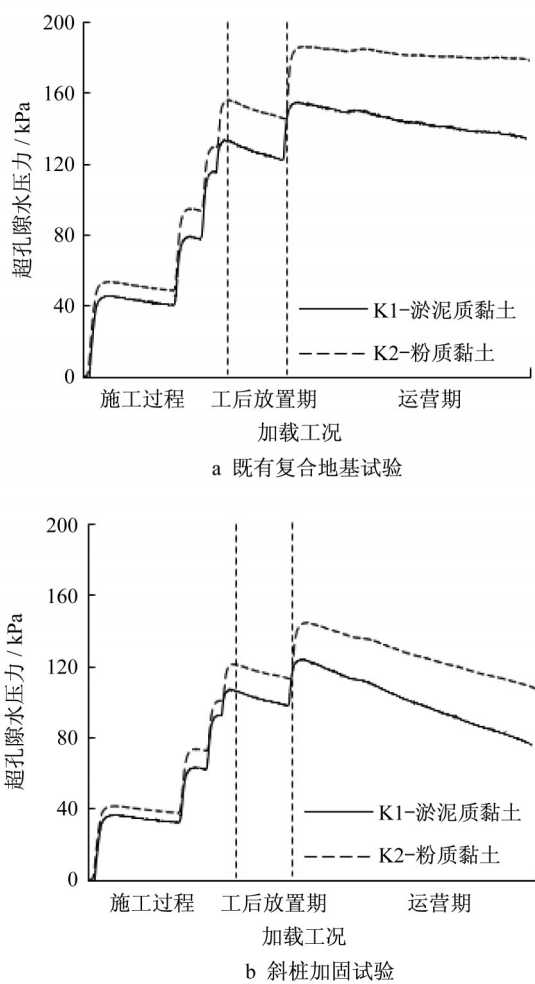 200
160
120
80
40
0
超孔隙水压力 / kPa
K1-淤泥质黏土
K2-粉质黏土
施工过程 工后放置期 运营期
加载工况
a 既有复合地基试验
200
160
120
80
40
0
超孔隙水压力 / kPa
K1-淤泥质黏土
K2-粉质黏土
施工过程 工后放置期 运营期
加载工况
b 斜桩加固试验